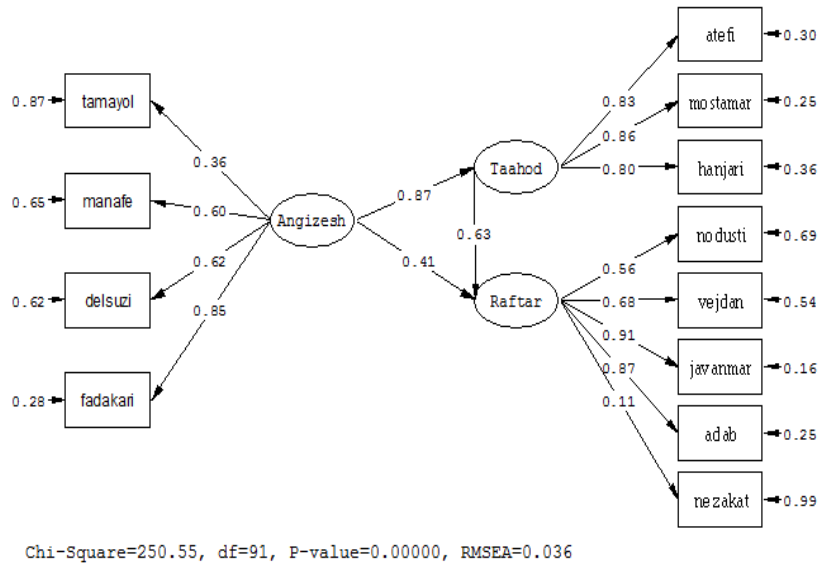 0.87
tamayol
0.65
manafe
0.62
delsuzi
0.28
fadakari
0.36
0.60
0.62
0.85
Angizesh
0.87
0.41
Taahod
0.63
Raftar
0.83
0.86
0.80
0.56
0.68
0.91
0.87
0.11
atefi
0.30
mostamar
0.25
hanjari
0.36
nodusti
0.69
vejdan
0.54
javanmar
0.16
adab
0.25
nezakat
0.99
Chi-Square=250.55, df=91, P-value=0.00000, RMSEA=0.036